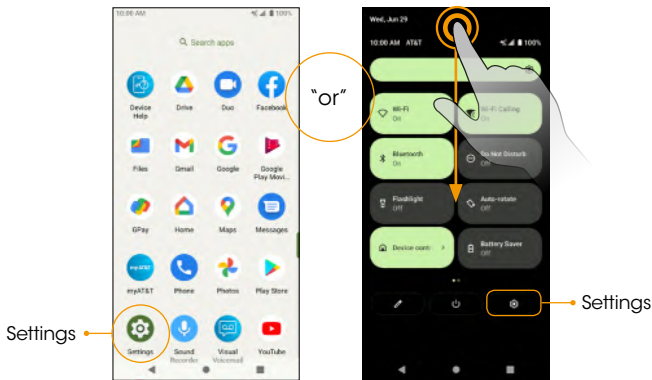 10:00 AM 100%
Search apps
Device Help Drive Duo Facebook
Files Gmail Google Google Play Movi...
GPay Home Maps Messages
myAT&T
myAT&T Phone Photos Play Store
Settings Sound Recorder Visual Voicemail YouTube
Settings
"or"
Wed, Jun 29
10:00 AM AT&T 100%
Wi-Fi
On
Wi-Fi Calling
On
Bluetooth
On
Do Not Disturb
Off
Flashlight
Off
Auto-rotate
Off
Device contr
Battery Saver
Off
Settings